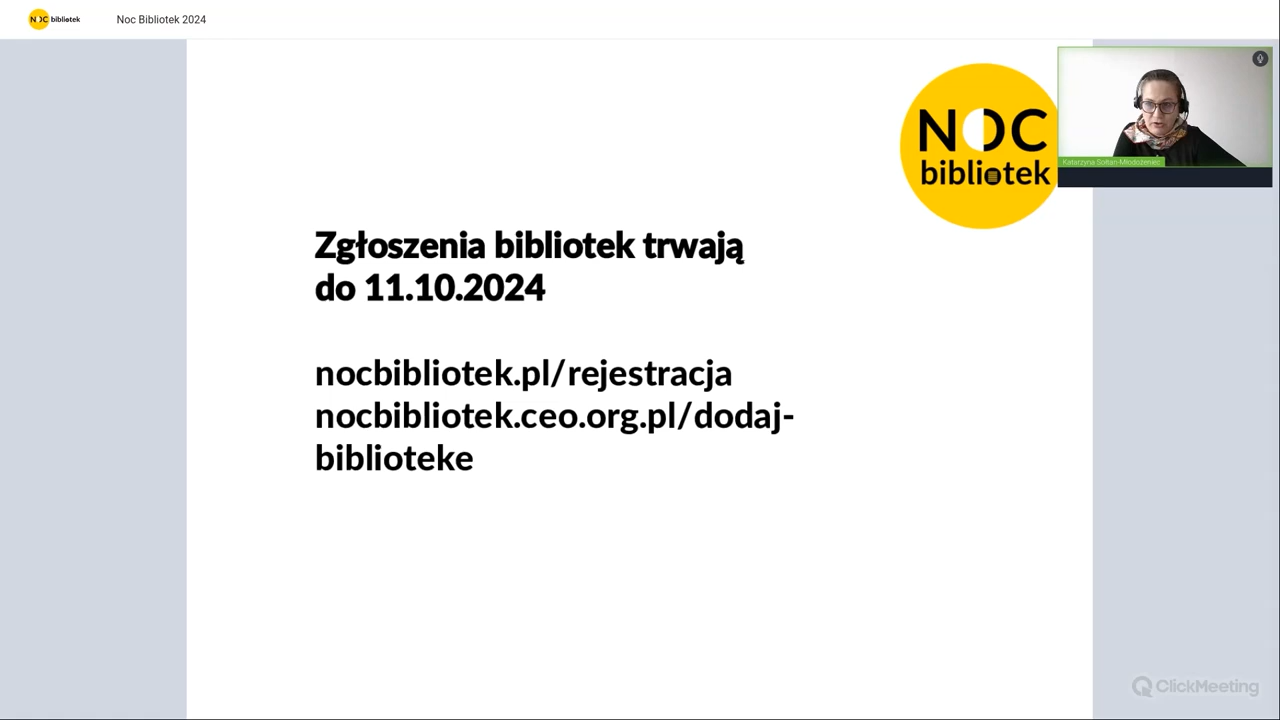 NOC bibliotek
Noc Bibliotek 2024
NOC
bibliotek
Katarzyna Sołtan-Młodożeniec
Zgłoszenia bibliotek trwają
do 11.10.2024
nocbibliotek.pl/rejestracja
nocbibliotek.ceo.org.pl/dodaj-
biblioteke
ClickMeeting